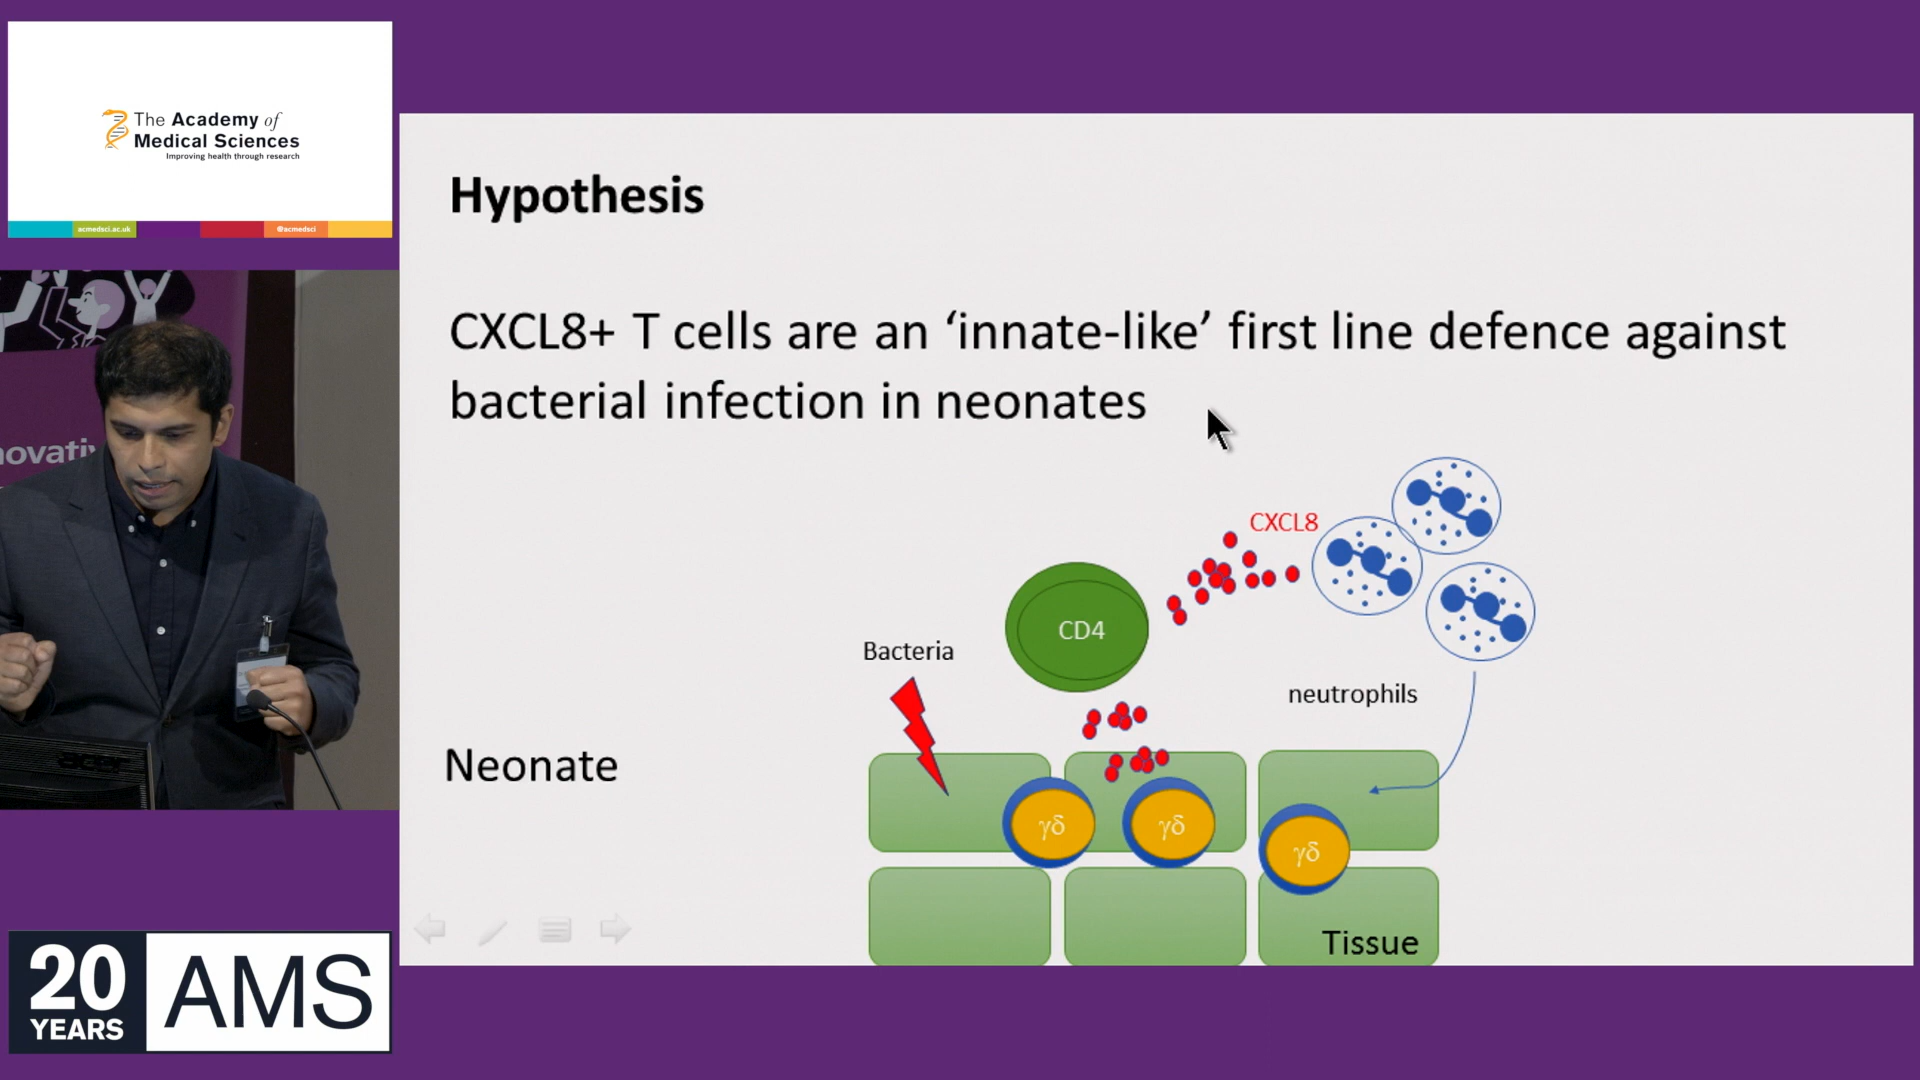 The Academy of
Medical Sciences
Improving health through research
acmedsci.ac.uk
@acmedsci
ovativ
20
YEARS
AMS
Hypothesis
CXCL8+ T cells are an ‘innate-like’ first line defence against
bacterial infection in neonates
CXCL8
CD4
Bacteria
neutrophils
Neonate
γδ
γδ
γδ
Tissue